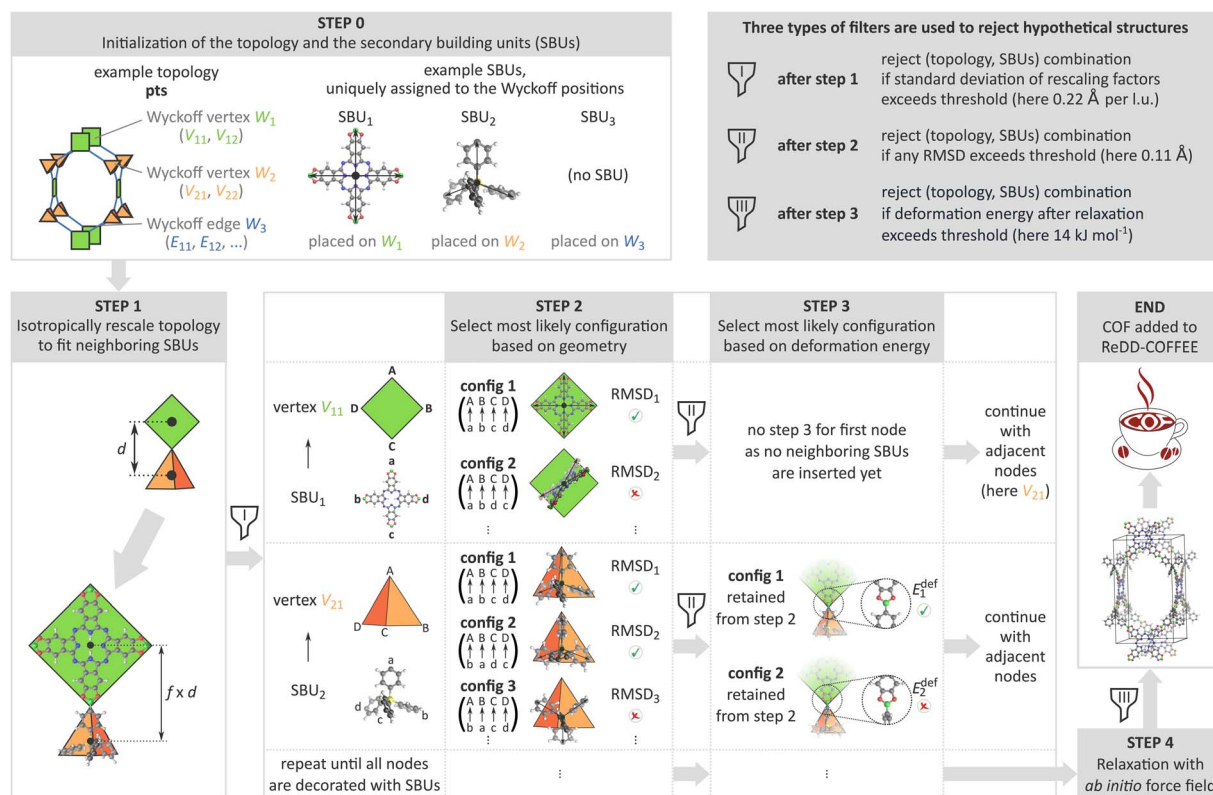 STEP 0
Initialization of the topology and the secondary building units (SBUs)
example topology
pts
Wyckoff vertex W1
(V11, V12)
Wyckoff vertex W2
(V21, V22)
Wyckoff edge W3
(E11, E12, ...)
example SBUs,
uniquely assigned to the Wyckoff positions
SBU1
SBU2
SBU3
(no SBU)
placed on W1
placed on W2
placed on W3
Three types of filters are used to reject hypothetical structures
I
after step 1
reject (topology, SBUs) combination
if standard deviation of rescaling factors
exceeds threshold (here 0.22 Å per l.u.)
II
after step 2
reject (topology, SBUs) combination
if any RMSD exceeds threshold (here 0.11 Å)
III
after step 3
reject (topology, SBUs) combination
if deformation energy after relaxation
exceeds threshold (here 14 kJ mol-1)
STEP 1
Isotropically rescale topology
to fit neighboring SBUs
d
f x d
I
STEP 2
Select most likely configuration
based on geometry
STEP 3
Select most likely configuration
based on deformation energy
vertex V11
A
D B
C
SBU1
a
b d
c
config 1
A B C D
a b c d
RMSD1
config 2
A B C D
a b d c
RMSD2
⋮
⋮
II
no step 3 for first node
as no neighboring SBUs
are inserted yet
continue
with
adjacent
nodes
(here V21)
vertex V21
A
D C B
SBU2
a
d
c b
config 1
A B C D
a b c d
RMSD1
config 2
A B C D
b a d c
RMSD2
config 3
A B C D
b a c d
RMSD3
⋮
⋮
II
config 1
retained
from step 2
E1def
config 2
retained
from step 2
E2def
continue
with
adjacent
nodes
repeat until all nodes
are decorated with SBUs
⋮
⋮
END
COF added to
ReDD-COFFEE
III
STEP 4
Relaxation with
ab initio force field